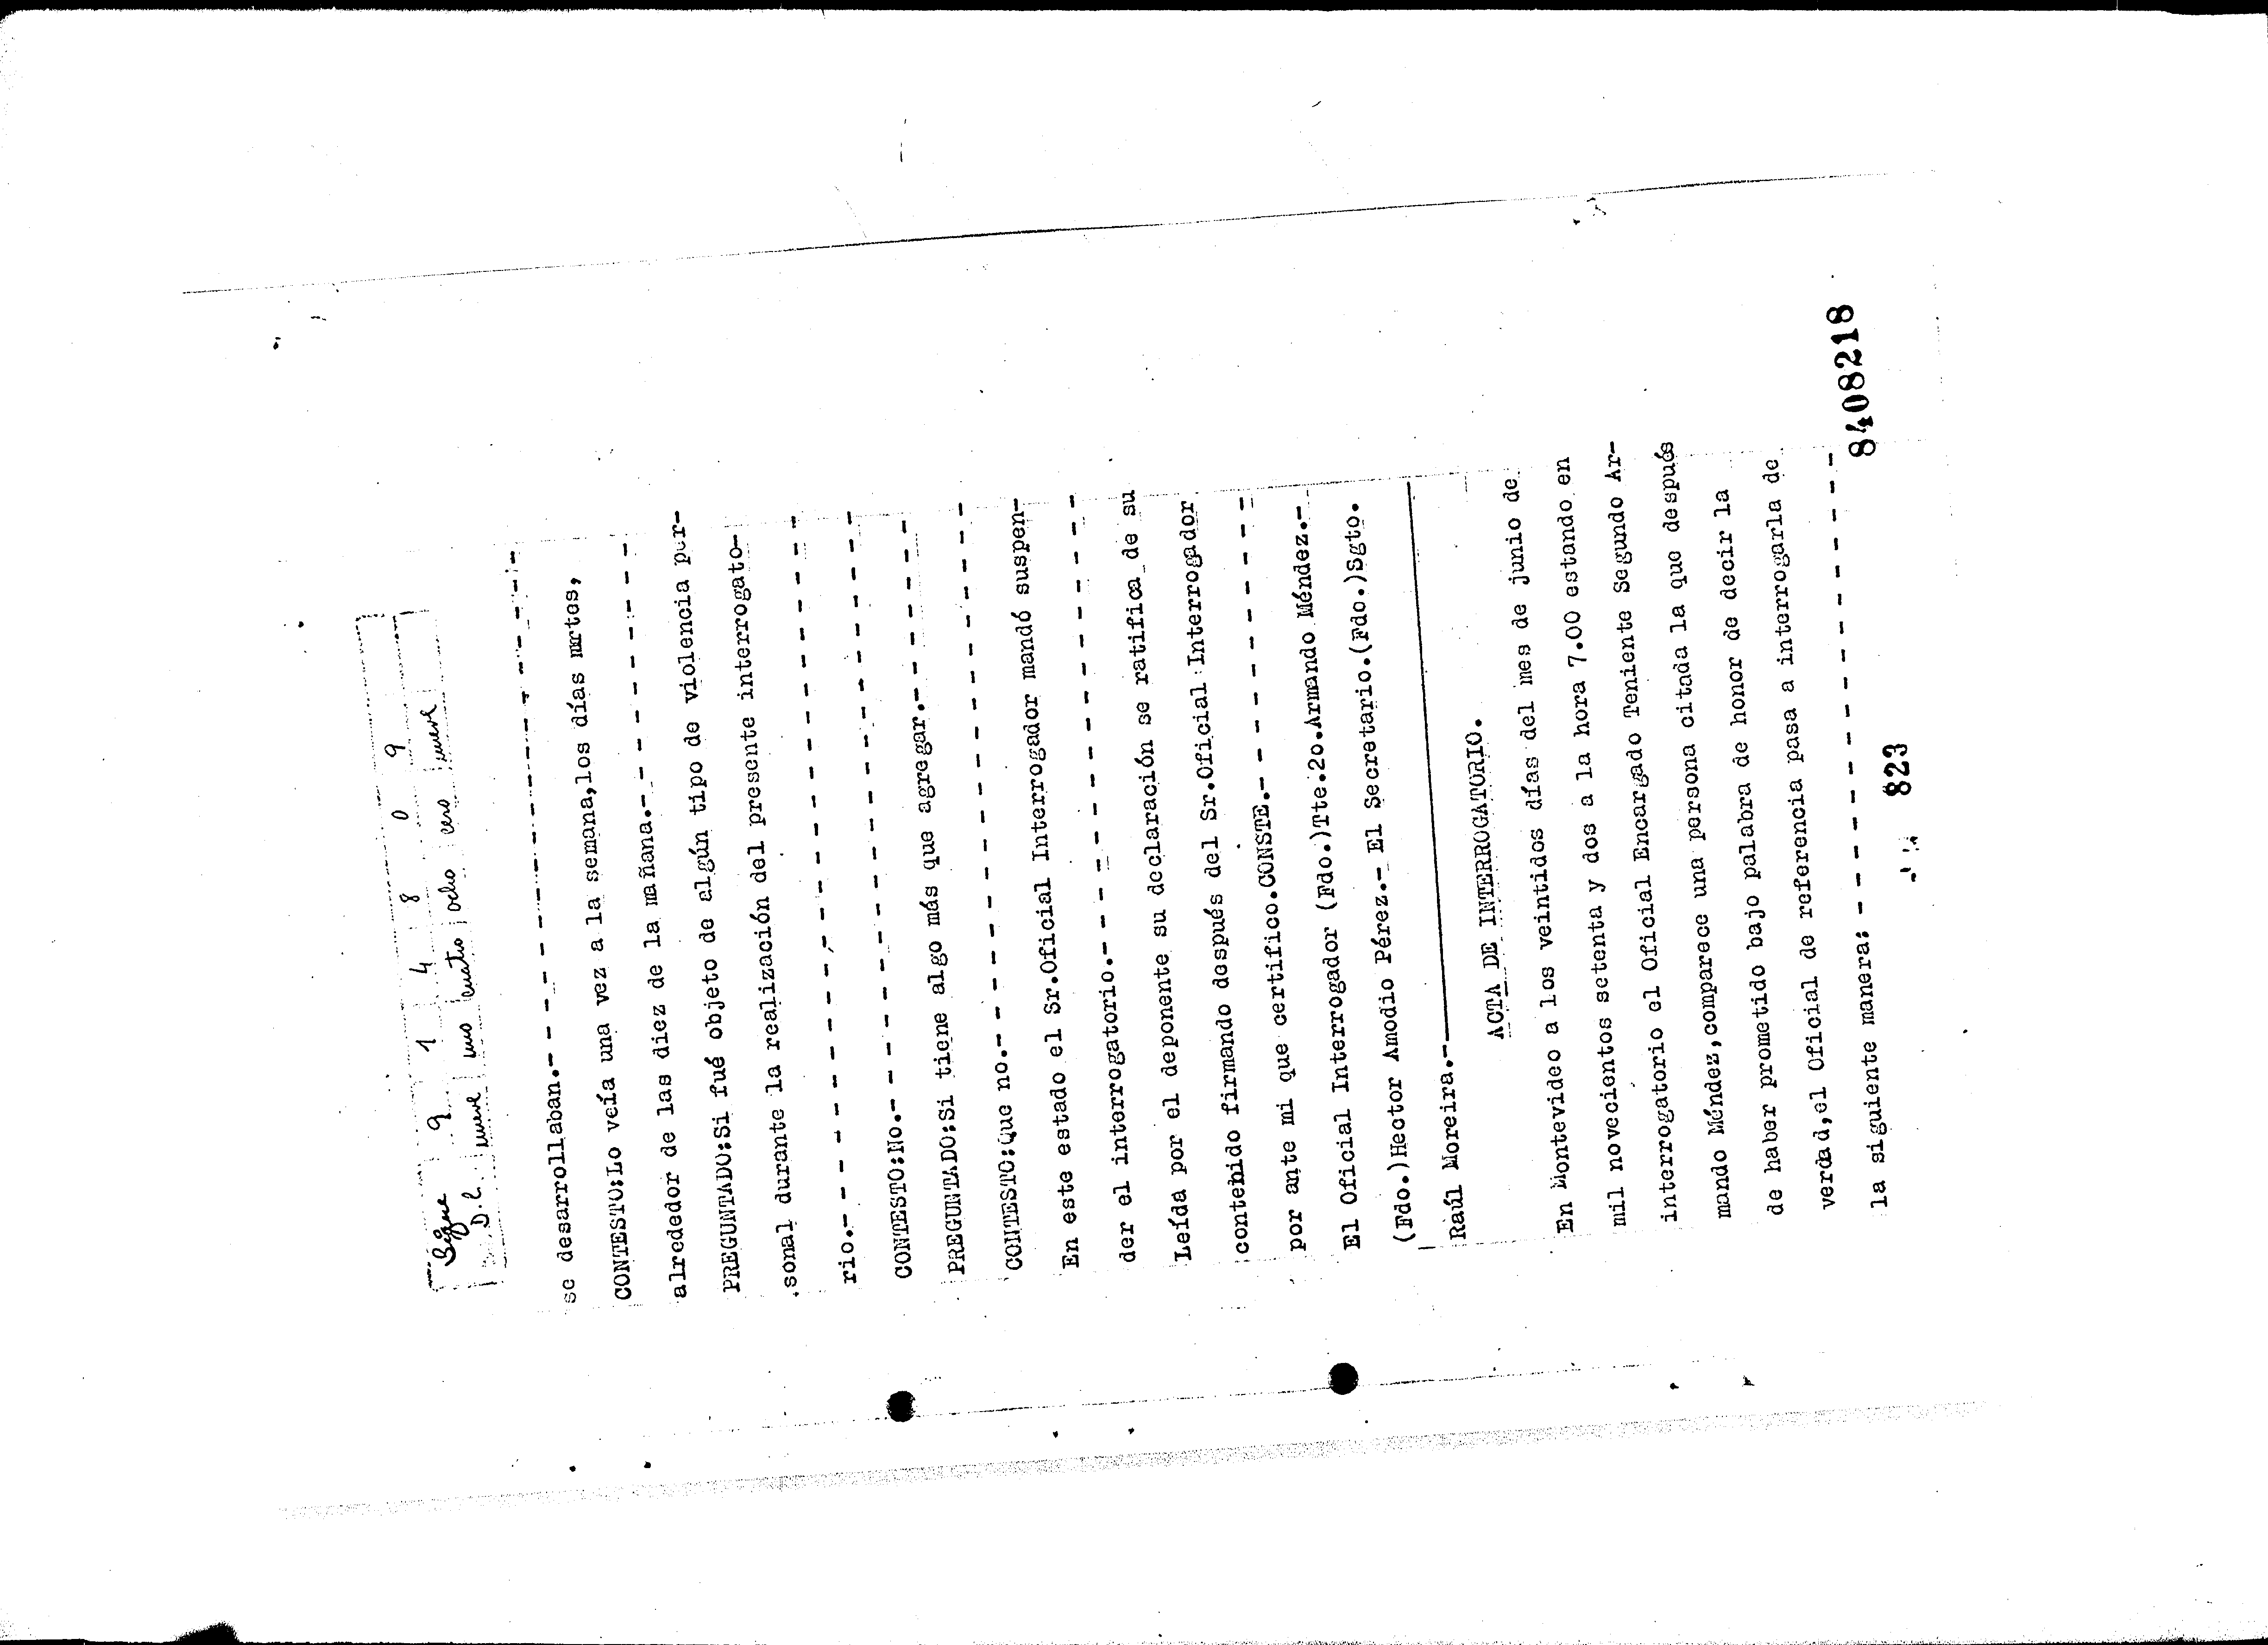 Sigue 9 1 4 8 0 9
D.C. nueve uno cuatro ocho cero nueve
se desarrollaban.- - - - - - - - - - - - - - - - - - -
CONTESTO:Lo veía una vez a la semana,los días martes,
alrededor de las diez de la mañana.- - - - - - - - - -
PREGUNTADO:Si fué objeto de algún tipo de violencia per-
sonal durante la realización del presente interrogato-
rio.- - - - - - - - - - - - - - - - - - - - - - - - -
CONTESTO:No.- - - - - - - - - - - - - - - - - - - - -
PREGUNTADO:Si tiene algo más que agregar.- - - - - - -
CONTESTO:Que no.- - - - - - - - - - - - - - - - - - -
En este estado el Sr.Oficial Interrogador mandó suspen-
der el interrogatorio.- - - - - - - - - - - - - - - -
Leída por el deponente su declaración se ratifica de su
contenido firmando después del Sr.Oficial Interrogador
por ante mi que certifico.CONSTE.- - - - - - - - - - -
El Oficial Interrogador (Fdo.)Tte.2o.Armando Méndez.-
(Fdo.)Hector Amodio Pérez.- El Secretario.(Fdo.)Sgto.
Raúl Moreira.-
ACTA DE INTERROGATORIO.
En Montevideo a los veintidos días del mes de junio de
mil novecientos setenta y dos a la hora 7.00 estando en
interrogatorio el Oficial Encargado Teniente Segundo Ar-
mando Méndez,comparece una persona citada la que después
de haber prometido bajo palabra de honor de decir la
verdad,el Oficial de referencia pasa a interrogarla de
la siguiente manera: - - - - - - - - - - - - - - - - -
823
8408218